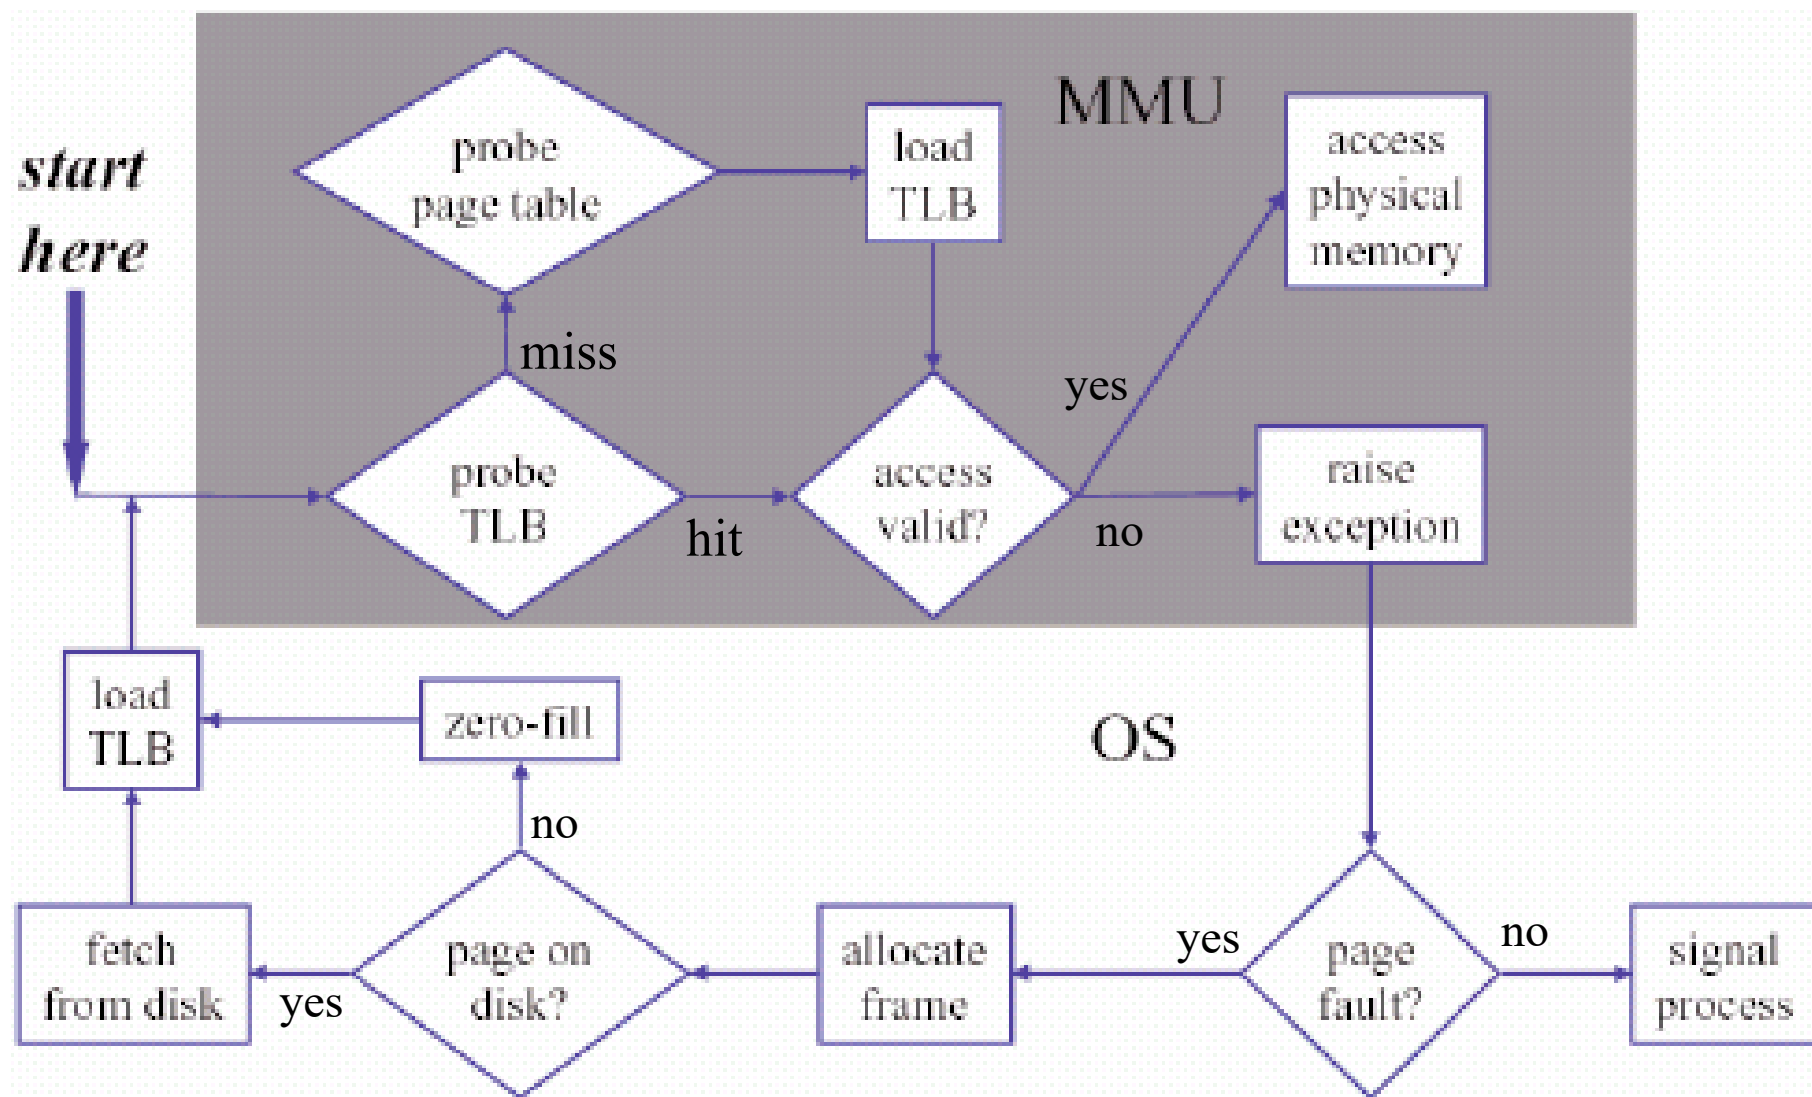 MMU
start
here
probe
page table
load
TLB
access
physical
memory
miss
yes
probe
TLB
hit
access
valid?
no
raise
exception
load
TLB
zero-fill
OS
no
fetch
from disk
yes
page on
disk?
allocate
frame
yes
page
fault?
no
signal
process